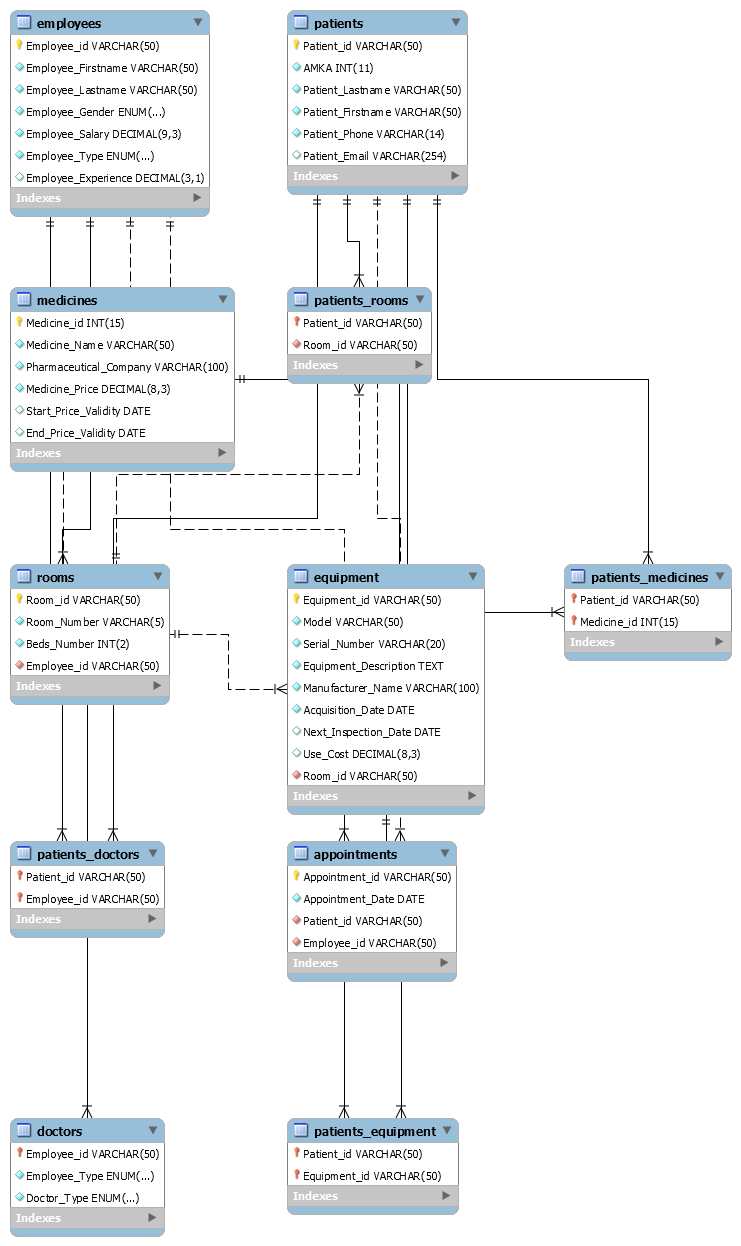 employees
Employee_id VARCHAR(50)
Employee_Firstname VARCHAR(50)
Employee_Lastname VARCHAR(50)
Employee_Gender ENUM(...)
Employee_Salary DECIMAL(9,3)
Employee_Type ENUM(...)
Employee_Experience DECIMAL(3,1)
Indexes
patients
Patient_id VARCHAR(50)
AMKA INT(11)
Patient_Lastname VARCHAR(50)
Patient_Firstname VARCHAR(50)
Patient_Phone VARCHAR(14)
Patient_Email VARCHAR(254)
Indexes
medicines
Medicine_id INT(15)
Medicine_Name VARCHAR(50)
Pharmaceutical_Company VARCHAR(100)
Medicine_Price DECIMAL(8,3)
Start_Price_Validity DATE
End_Price_Validity DATE
Indexes
patients_rooms
Patient_id VARCHAR(50)
Room_id VARCHAR(50)
Indexes
rooms
Room_id VARCHAR(50)
Room_Number VARCHAR(5)
Beds_Number INT(2)
Employee_id VARCHAR(50)
Indexes
equipment
Equipment_id VARCHAR(50)
Model VARCHAR(50)
Serial_Number VARCHAR(20)
Equipment_Description TEXT
Manufacturer_Name VARCHAR(100)
Acquisition_Date DATE
Next_Inspection_Date DATE
Use_Cost DECIMAL(8,3)
Room_id VARCHAR(50)
Indexes
patients_medicines
Patient_id VARCHAR(50)
Medicine_id INT(15)
Indexes
patients_doctors
Patient_id VARCHAR(50)
Employee_id VARCHAR(50)
Indexes
appointments
Appointment_id VARCHAR(50)
Appointment_Date DATE
Patient_id VARCHAR(50)
Employee_id VARCHAR(50)
Indexes
doctors
Employee_id VARCHAR(50)
Employee_Type ENUM(...)
Doctor_Type ENUM(...)
Indexes
patients_equipment
Patient_id VARCHAR(50)
Equipment_id VARCHAR(50)
Indexes